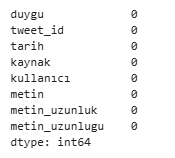 duygu 0
tweet_id 0
tarih 0
kaynak 0
kullanıcı 0
metin 0
metin_uzunluk 0
metin_uzunlugu 0
dtype: int64